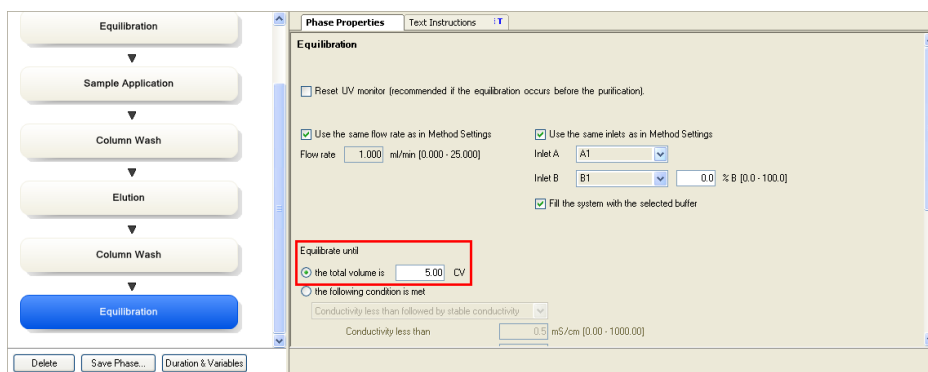 Equilibration
Sample Application
Column Wash
Elution
Column Wash
Equilibration
Delete
Save Phase...
Duration & Variables
Phase Properties
Text Instructions
T
Equilibration
Reset UV monitor (recommended if the equilibration occurs before the purification).
Use the same flow rate as in Method Settings
Flow rate 1.000 ml/min [0.000 - 25.000]
Use the same inlets as in Method Settings
Inlet A A1
Inlet B B1 0.0 % B [0.0 - 100.0]
Fill the system with the selected buffer
Equilibrate until
the total volume is 5.00 CV
the following condition is met
Conductivity less than followed by stable conductivity
Conductivity less than 0.5 mS/cm [0.00 - 1000.00]